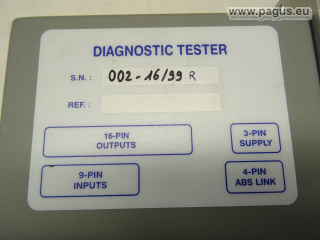 www.pagus.eu
DIAGNOSTIC TESTER
S.N.: 002-16/99 R
REF.:
16-PIN
OUTPUTS
3-PIN
SUPPLY
9-PIN
INPUTS
4-PIN
ABS LINK